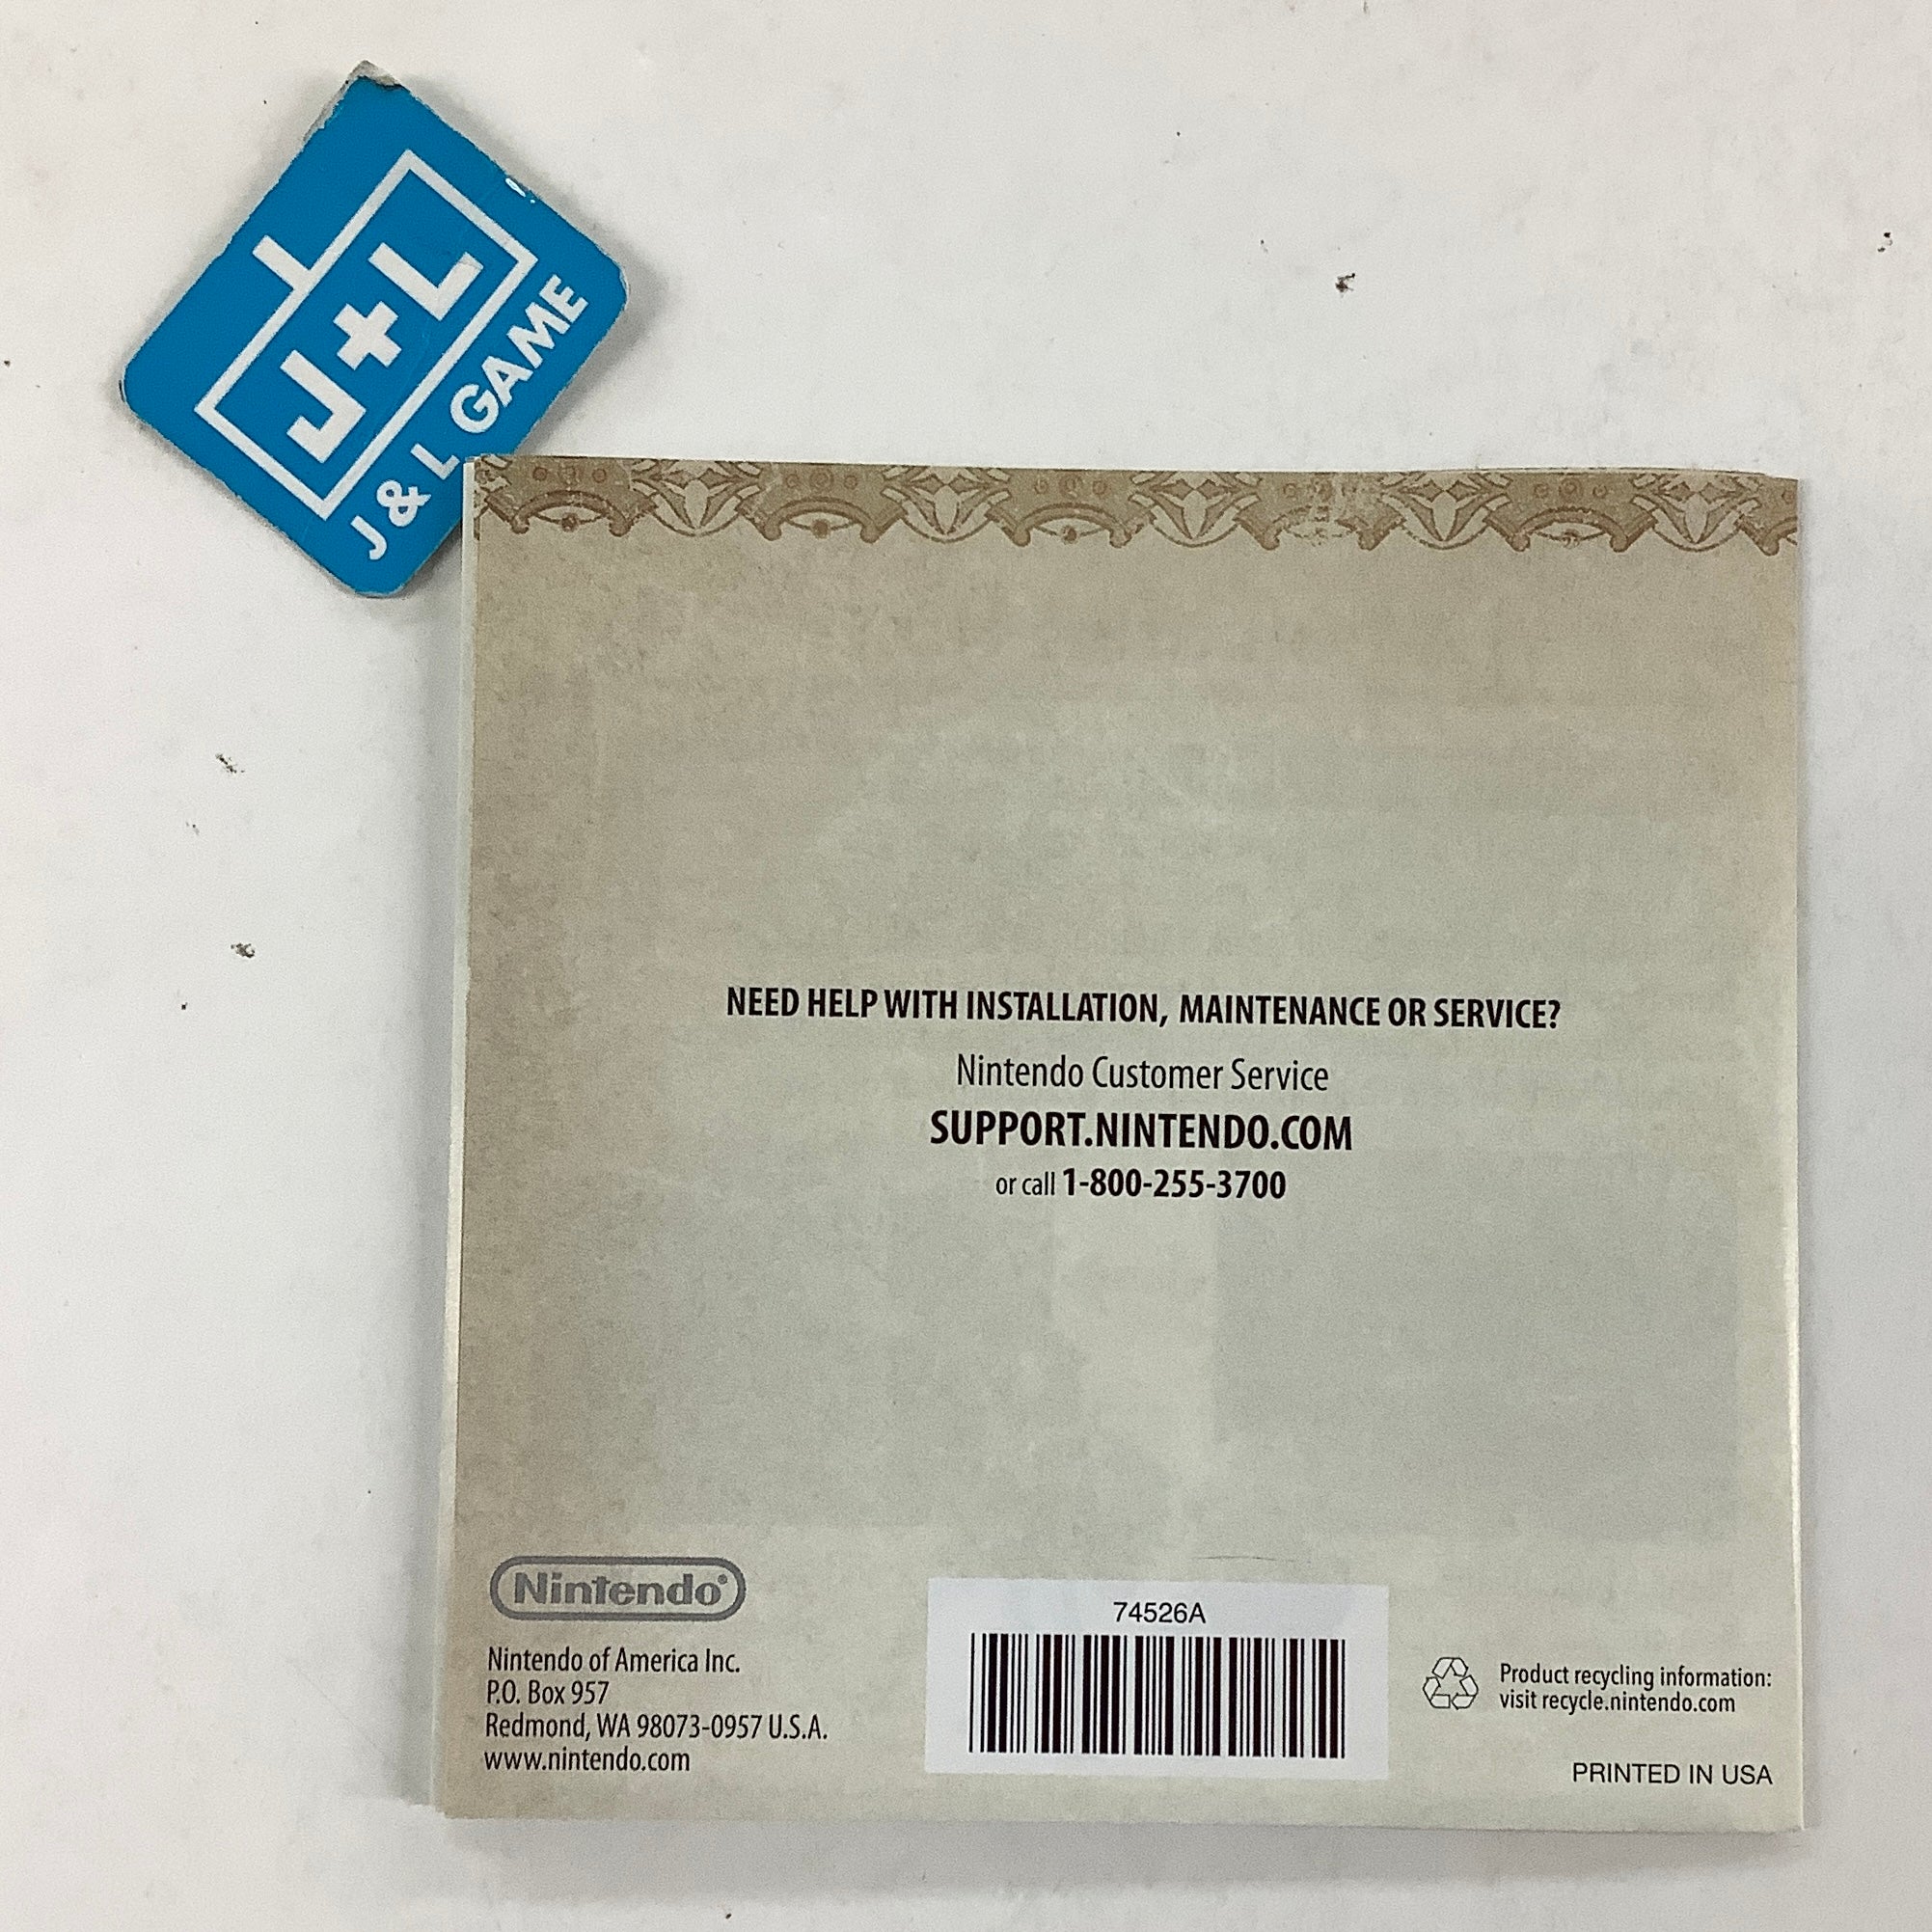 J+L
J & L GAME
NEED HELP WITH INSTALLATION, MAINTENANCE OR SERVICE?
Nintendo Customer Service
SUPPORT.NINTENDO.COM
or call 1-800-255-3700
Nintendo®
Nintendo of America Inc.
P.O. Box 957
Redmond, WA 98073-0957 U.S.A.
www.nintendo.com
74526A
Product recycling information:
visit recycle.nintendo.com
PRINTED IN USA